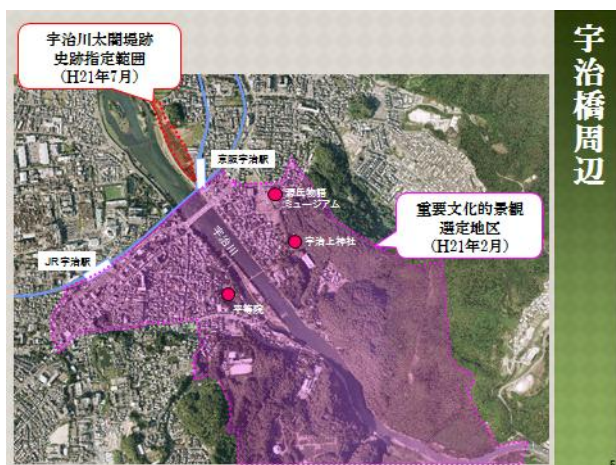 宇治橋周辺
宇治川太閤堤跡
史跡指定範囲
(H21年7月)
京阪宇治駅
源氏物語
ミュージアム
重要文化的景観
選定地区
(H21年2月)
宇治上神社
宇治川
JR宇治駅
平等院